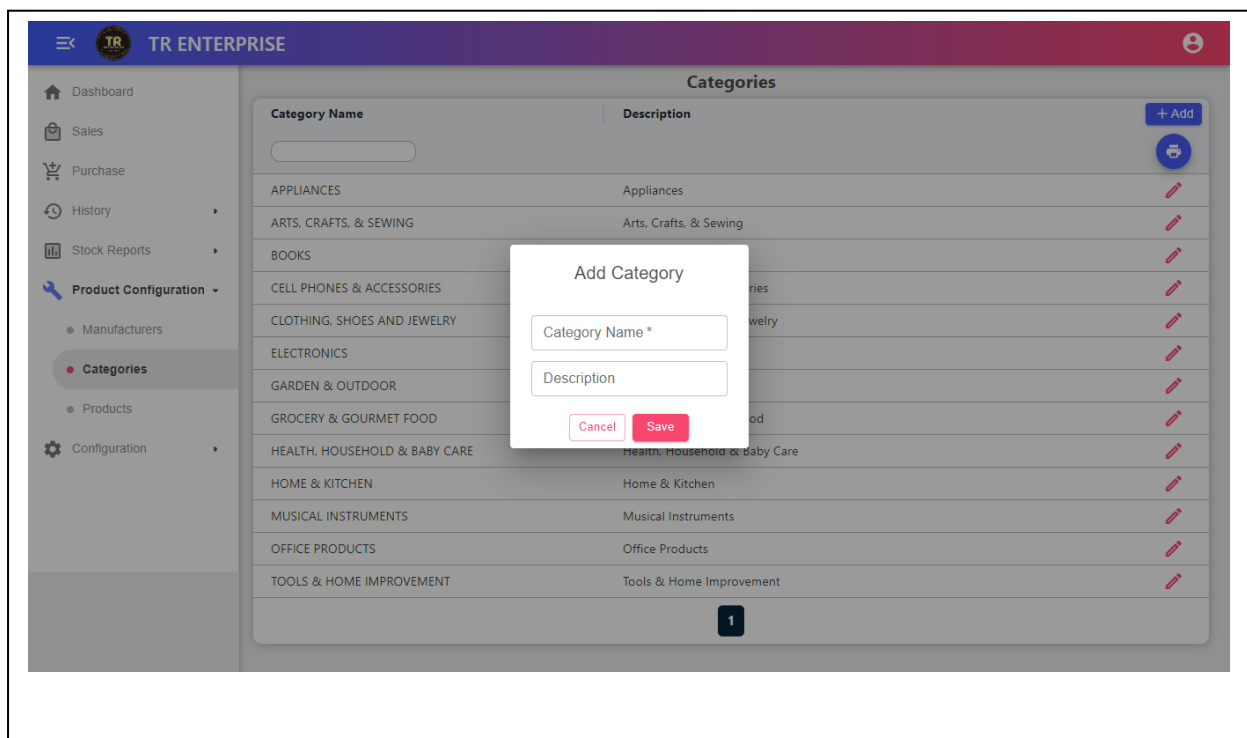 TR TR ENTERPRISE
Dashboard
Sales
Purchase
History
Stock Reports
Product Configuration
Manufacturers
Categories
Products
Configuration
Categories
Category Name Description + Add
APPLIANCES Appliances
ARTS, CRAFTS, & SEWING Arts, Crafts, & Sewing
BOOKS
CELL PHONES & ACCESSORIES ries
CLOTHING, SHOES AND JEWELRY welry
ELECTRONICS
GARDEN & OUTDOOR
GROCERY & GOURMET FOOD od
HEALTH, HOUSEHOLD & BABY CARE Health, Household & Baby Care
HOME & KITCHEN Home & Kitchen
MUSICAL INSTRUMENTS Musical Instruments
OFFICE PRODUCTS Office Products
TOOLS & HOME IMPROVEMENT Tools & Home Improvement
1
Add Category
Category Name *
Description
Cancel Save